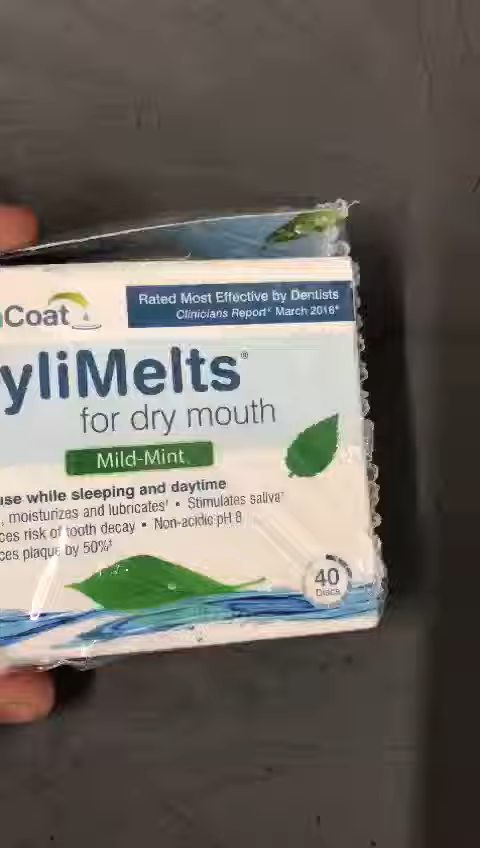 Coat
Rated Most Effective by Dentists
Clinicians Report® March 2016*
yliMelts®
for dry mouth
Mild-Mint
use while sleeping and daytime
, moisturizes and lubricates† • Stimulates saliva†
ces risk of tooth decay • Non-acidic pH 8
ces plaque by 50%‡
40
Discs